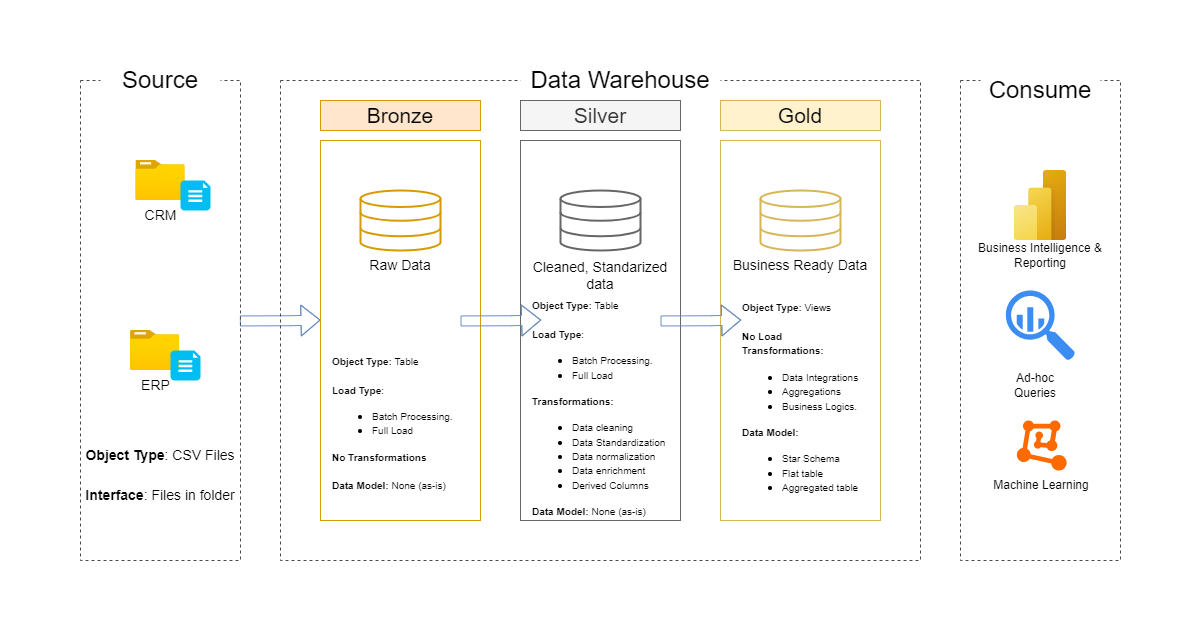 Source
CRM
ERP
Object Type: CSV Files
Interface: Files in folder
Data Warehouse
Bronze
Raw Data
Object Type: Table
Load Type:
Batch Processing.
Full Load
No Transformations
Data Model: None (as-is)
Silver
Cleaned, Standarized
data
Object Type: Table
Load Type:
Batch Processing.
Full Load
Transformations:
Data cleaning
Data Standardization
Data normalization
Data enrichment
Derived Columns
Data Model: None (as-is)
Gold
Business Ready Data
Object Type: Views
No Load
Transformations:
Data Integrations
Aggregations
Business Logics.
Data Model:
Star Schema
Flat table
Aggregated table
Consume
Business Intelligence &
Reporting
Ad-hoc
Queries
Machine Learning